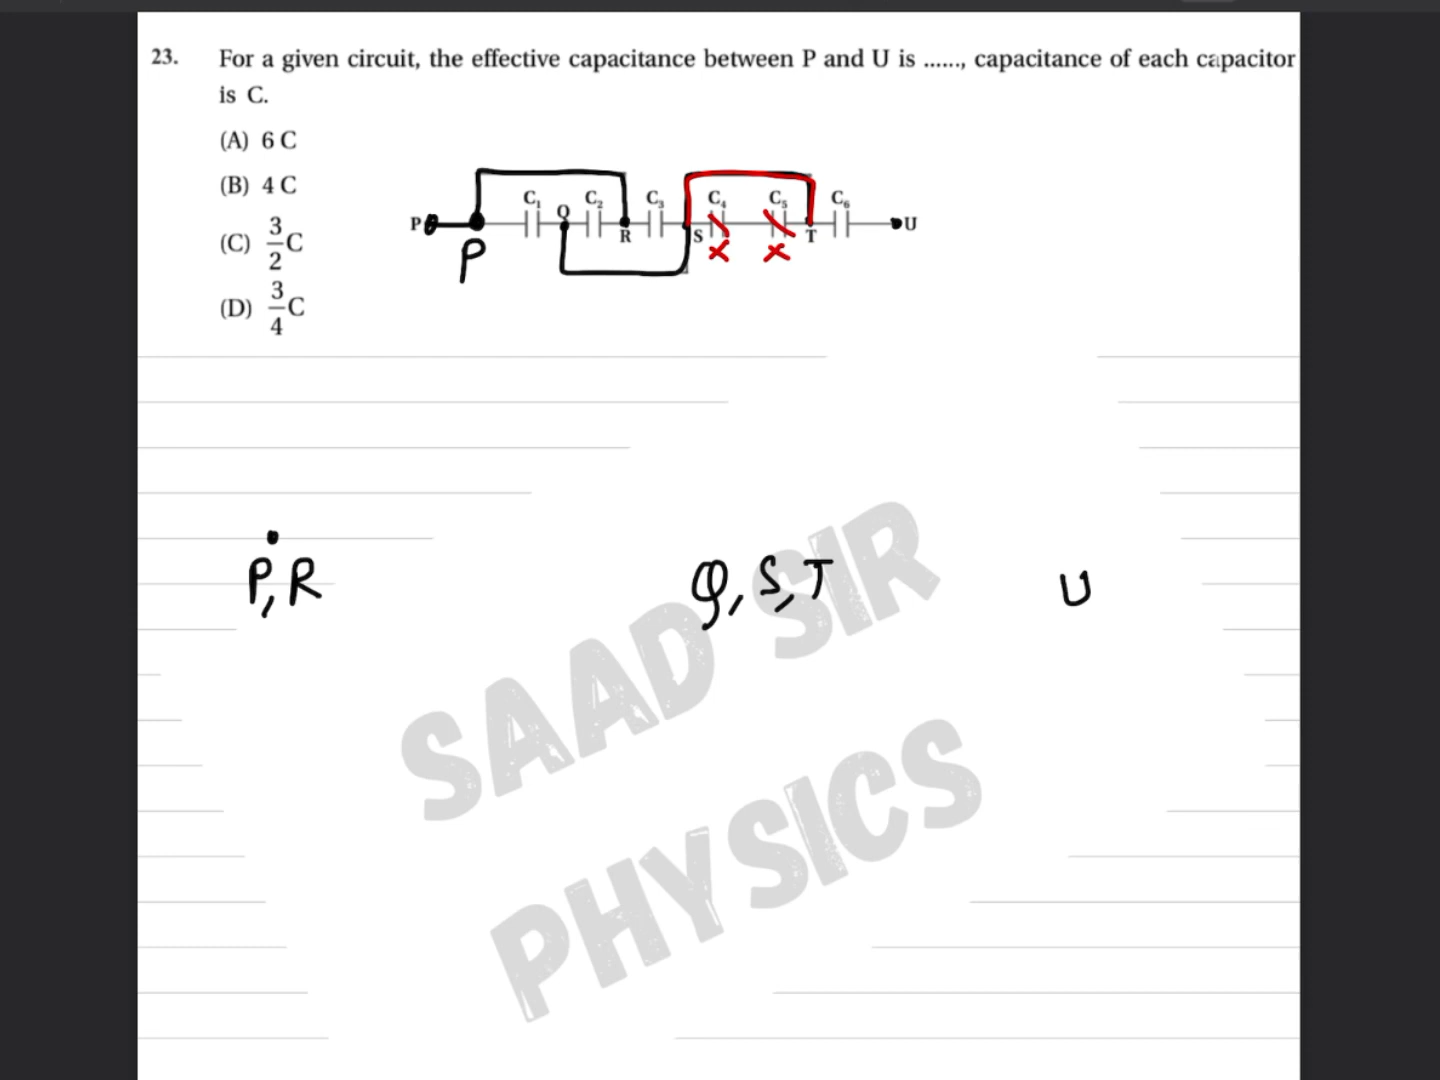 23. For a given circuit, the effective capacitance between P and U is ......, capacitance of each capacitor
is C.
(A) 6 C
(B) 4 C
(C) 3/2 C
(D) 3/4 C
C₁ C₂ C₃ C₄ C₅ C₆
P Q R S T U
P
P, R Q, S, T U
SAAD SIR
PHYSICS